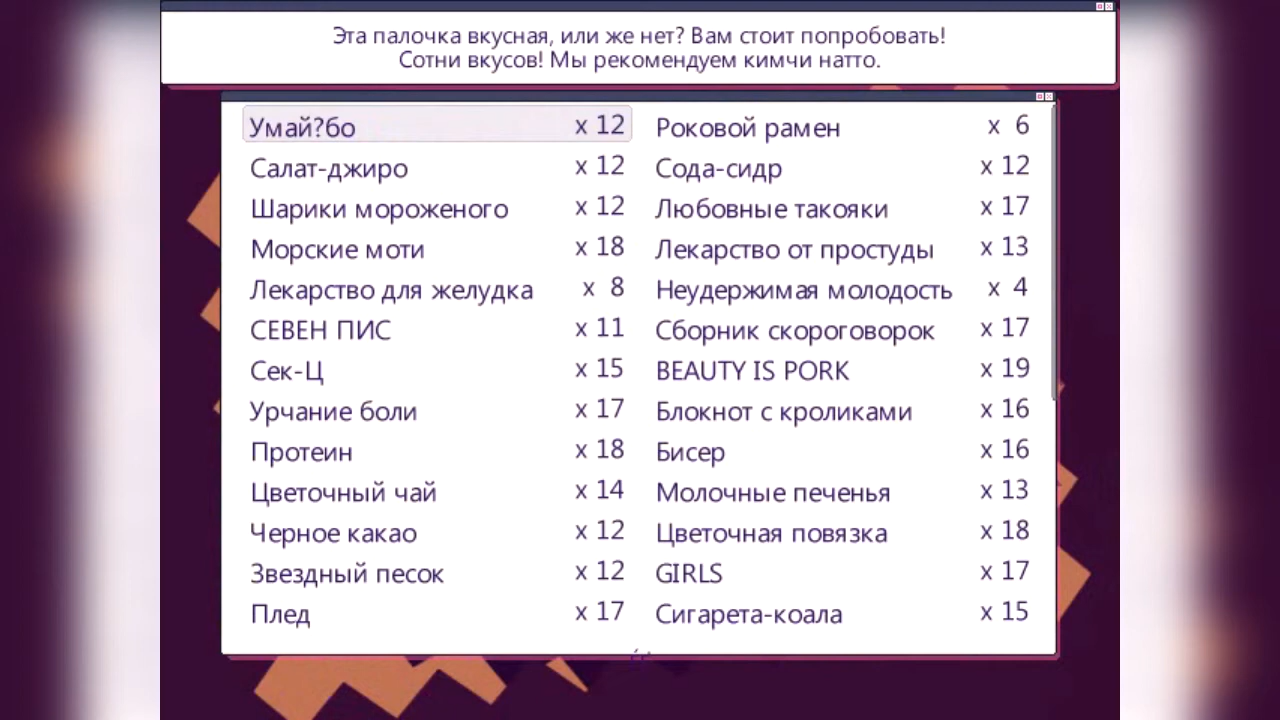 Эта палочка вкусная, или же нет? Вам стоит попробовать!
Сотни вкусов! Мы рекомендуем кимчи натто.
Умай?бо x 12 Роковой рамен x 6
Салат-джиро x 12 Сода-сидр x 12
Шарики мороженого x 12 Любовные такояки x 17
Морские моти x 18 Лекарство от простуды x 13
Лекарство для желудка x 8 Неудержимая молодость x 4
СЕВЕН ПИС x 11 Сборник скороговорок x 17
Сек-Ц x 15 BEAUTY IS PORK x 19
Урчание боли x 17 Блокнот с кроликами x 16
Протеин x 18 Бисер x 16
Цветочный чай x 14 Молочные печенья x 13
Черное какао x 12 Цветочная повязка x 18
Звездный песок x 12 GIRLS x 17
Плед x 17 Сигарета-коала x 15